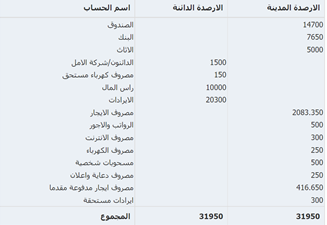 اسم الحساب الارصدة الدائنة الارصدة المدينة
الصندوق 14700
البنك 7650
الاثاث 5000
الدائنون/شركة الامل 1500
مصروف كهرباء مستحق 150
راس المال 10000
الايرادات 20300
مصروف الايجار 2083.350
الرواتب والاجور 500
مصروف الانترنت 300
مصروف الكهرباء 250
مسحوبات شخصية 500
مصروف دعاية واعلان 250
مصروف ايجار مدفوعة مقدما 416.650
ايرادات مستحقة 300
المجموع 31950 31950